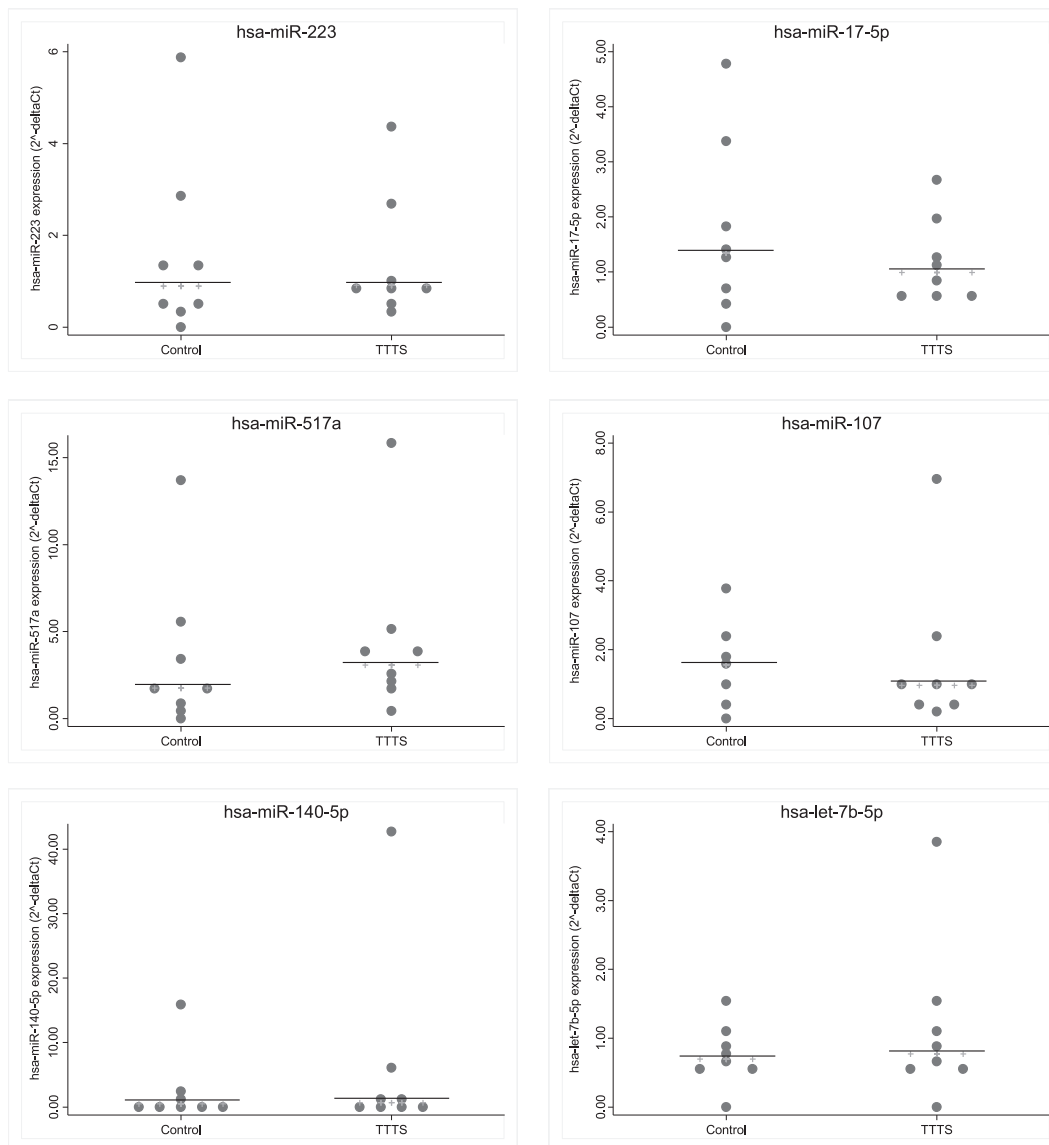 hsa-miR-223
hsa-miR-223 expression (2^-deltaCt)
6
4
2
0
Control
TTTS
hsa-miR-17-5p
hsa-miR-17-5p expression (2^-deltaCt)
5.00
4.00
3.00
2.00
1.00
0.00
Control
TTTS
hsa-miR-517a
hsa-miR-517a expression (2^-deltaCt)
15.00
10.00
5.00
0.00
Control
TTTS
hsa-miR-107
hsa-miR-107 expression (2^-deltaCt)
8.00
6.00
4.00
2.00
0.00
Control
TTTS
hsa-miR-140-5p
hsa-miR-140-5p expression (2^-deltaCt)
40.00
30.00
20.00
10.00
0.00
Control
TTTS
hsa-let-7b-5p
hsa-let-7b-5p expression (2^-deltaCt)
4.00
3.00
2.00
1.00
0.00
Control
TTTS